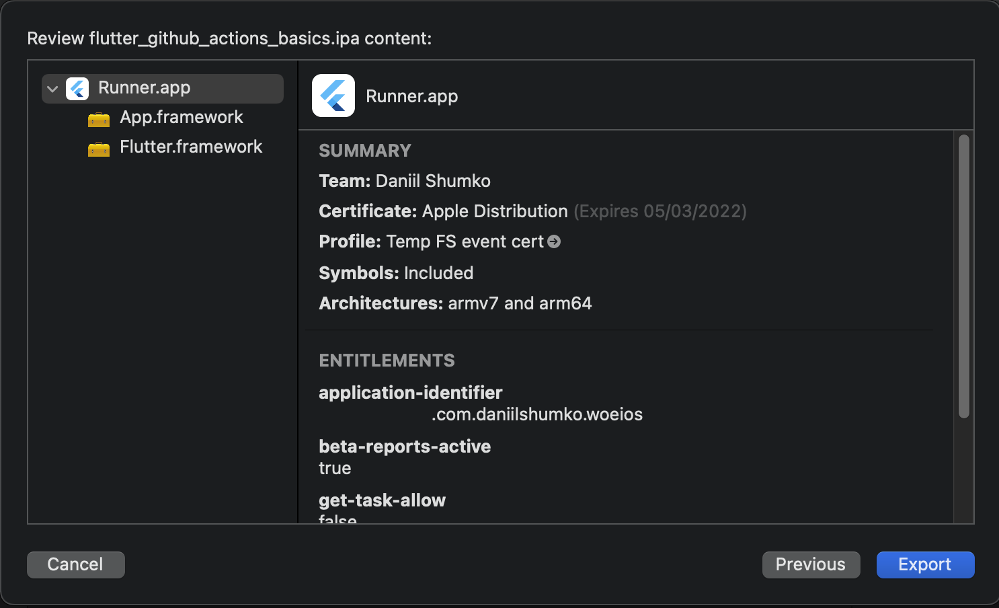 Review flutter_github_actions_basics.ipa content:
Runner.app
App.framework
Flutter.framework
Runner.app
SUMMARY
Team: Daniil Shumko
Certificate: Apple Distribution (Expires 05/03/2022)
Profile: Temp FS event cert
Symbols: Included
Architectures: armv7 and arm64
ENTITLEMENTS
application-identifier
.com.daniilshumko.woeios
beta-reports-active
true
get-task-allow
false
Cancel
Previous
Export